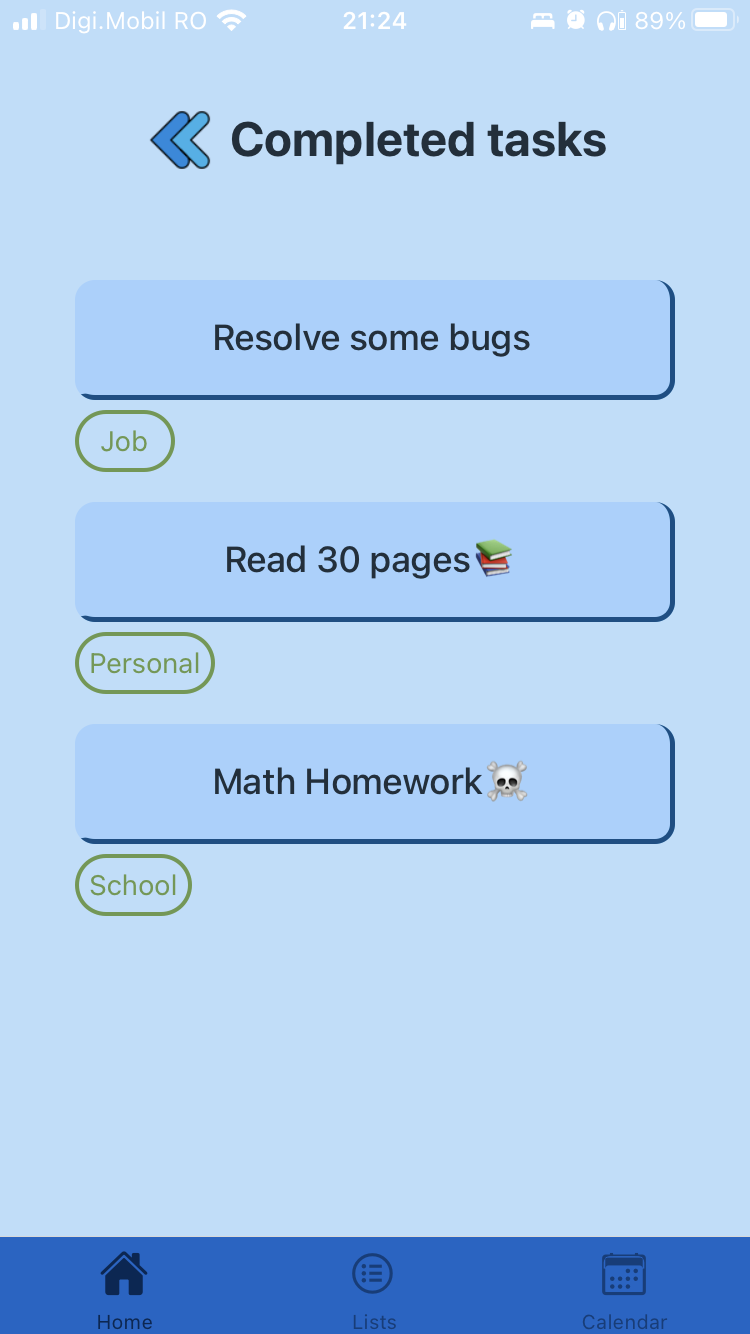 Digi.Mobil RO 21:24 89%
Completed tasks
Resolve some bugs
Job
Read 30 pages📚
Personal
Math Homework☠️
School
Home Lists Calendar